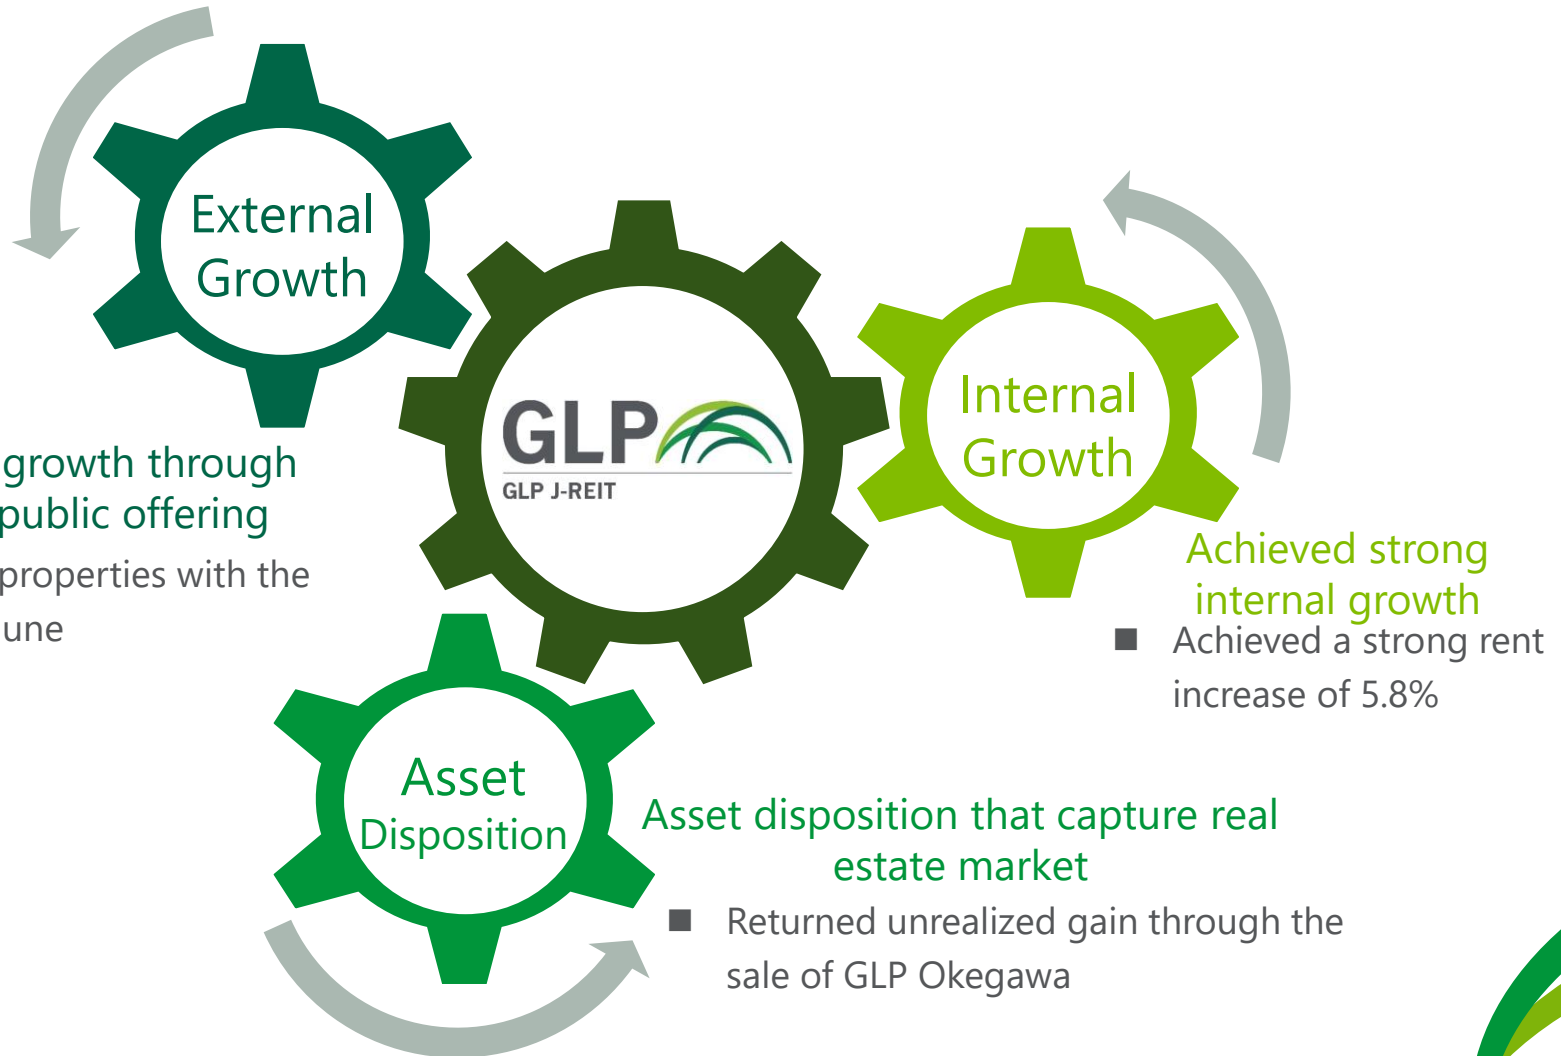 External
Growth
growth through
public offering
properties with the
une
GLP
GLP J-REIT
Internal
Growth
Achieved strong
internal growth
■ Achieved a strong rent
increase of 5.8%
Asset
Disposition
Asset disposition that capture real
estate market
■ Returned unrealized gain through the
sale of GLP Okegawa